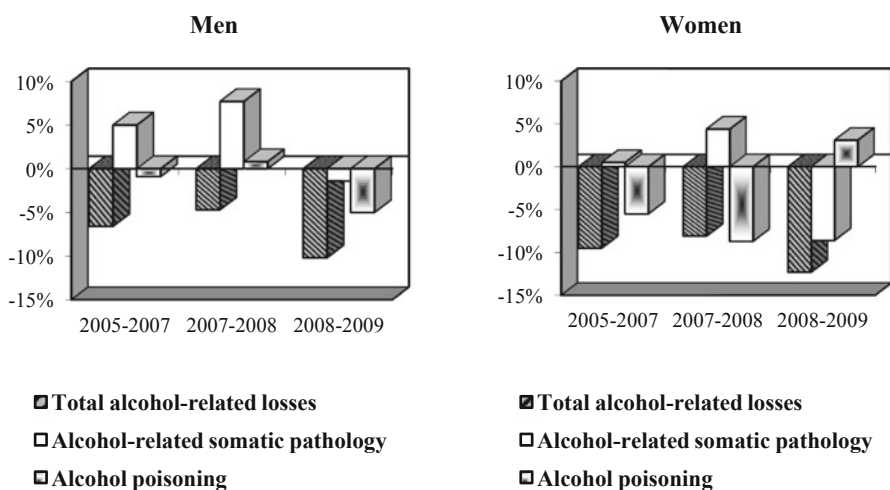 Men
10%
5%
0%
-5%
-10%
-15%
2005-2007 2007-2008 2008-2009
Total alcohol-related losses
Alcohol-related somatic pathology
Alcohol poisoning
Women
10%
5%
0%
-5%
-10%
-15%
2005-2007 2007-2008 2008-2009
Total alcohol-related losses
Alcohol-related somatic pathology
Alcohol poisoning